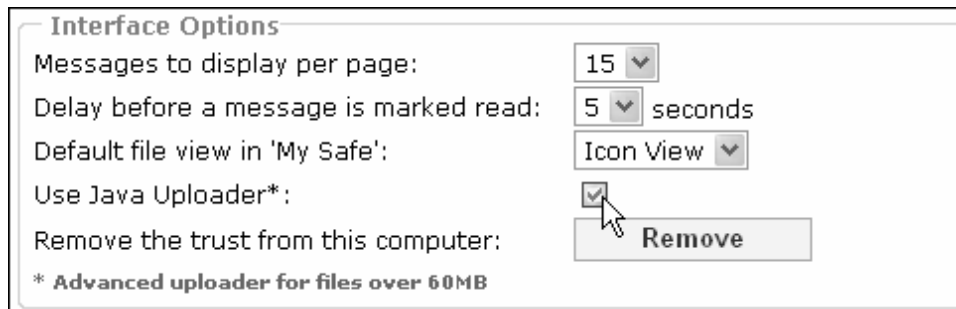 Interface Options
Messages to display per page: 15
Delay before a message is marked read: 5 seconds
Default file view in 'My Safe': Icon View
Use Java Uploader*:
Remove the trust from this computer: Remove
* Advanced uploader for files over 60MB